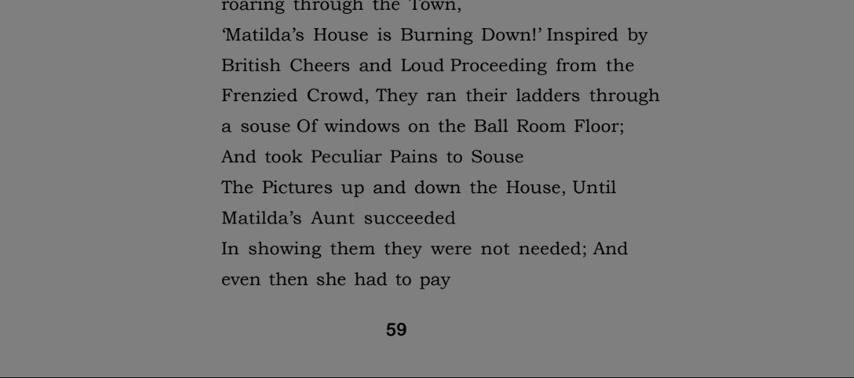 roaring through the Town,
‘Matilda’s House is Burning Down!’ Inspired by
British Cheers and Loud Proceeding from the
Frenzied Crowd, They ran their ladders through
a souse Of windows on the Ball Room Floor;
And took Peculiar Pains to Souse
The Pictures up and down the House, Until
Matilda’s Aunt succeeded
In showing them they were not needed; And
even then she had to pay
59